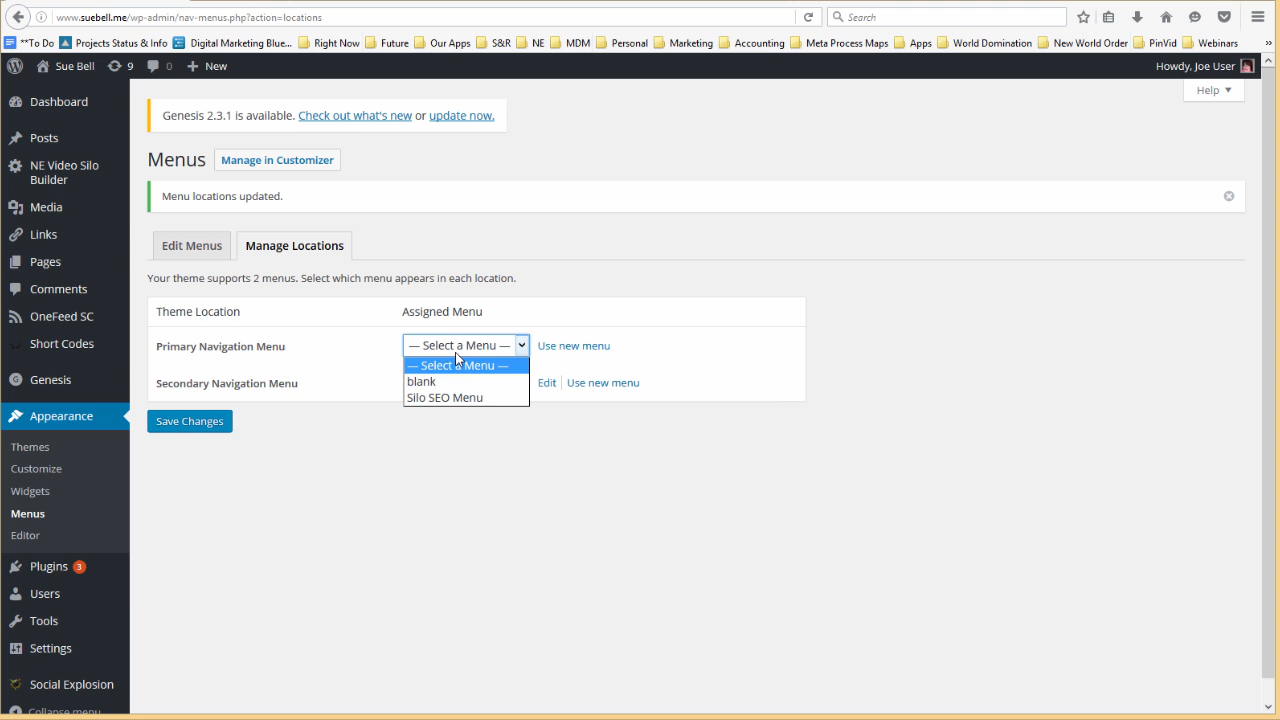 www.suebell.me/wp-admin/nav-menus.php?action=locations
Search
**To Do
Projects Status & Info
Digital Marketing Blue...
Right Now
Future
Our Apps
S&R
NE
MDM
Personal
Marketing
Accounting
Meta Process Maps
Apps
World Domination
New World Order
PinVid
Webinars
»
Sue Bell
9
0
New
Howdy, Joe User
Help
Dashboard
Posts
NE Video Silo
Builder
Media
Links
Pages
Comments
OneFeed SC
Short Codes
Genesis
Appearance
Themes
Customize
Widgets
Menus
Editor
Plugins 3
Users
Tools
Settings
Social Explosion
Collapse menu
Genesis 2.3.1 is available. Check out what's new or update now.
Menus
Manage in Customizer
Menu locations updated.
Edit Menus
Manage Locations
Your theme supports 2 menus. Select which menu appears in each location.
Theme Location
Assigned Menu
Primary Navigation Menu
— Select a Menu —
Use new menu
— Select a Menu —
blank
Silo SEO Menu
Secondary Navigation Menu
Edit
Use new menu
Save Changes